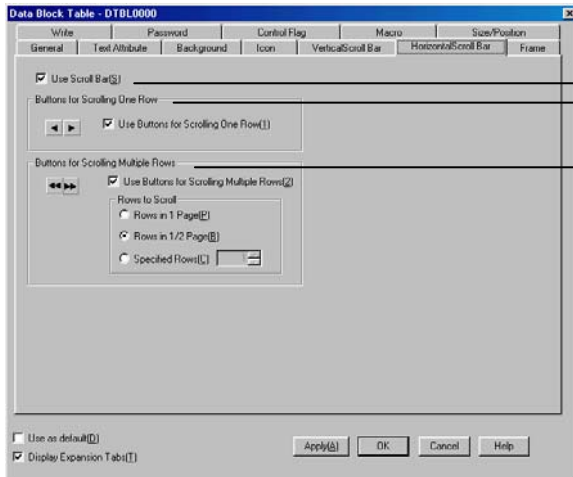 Data Block Table - DTBL0000
Write Password Control Flag Macro Size/Position
General Text Attribute Background Icon VerticalScroll Bar HorizontalScroll Bar Frame
Use Scroll Bar(S)
Buttons for Scrolling One Row
Use Buttons for Scrolling One Row(1)
Buttons for Scrolling Multiple Rows
Use Buttons for Scrolling Multiple Rows(2)
Rows to Scroll
Rows in 1 Page(P)
Rows in 1/2 Page(R)
Specified Rows(C)
Use as default(D)
Display Expansion Tabs(T)
Apply(A) OK Cancel Help